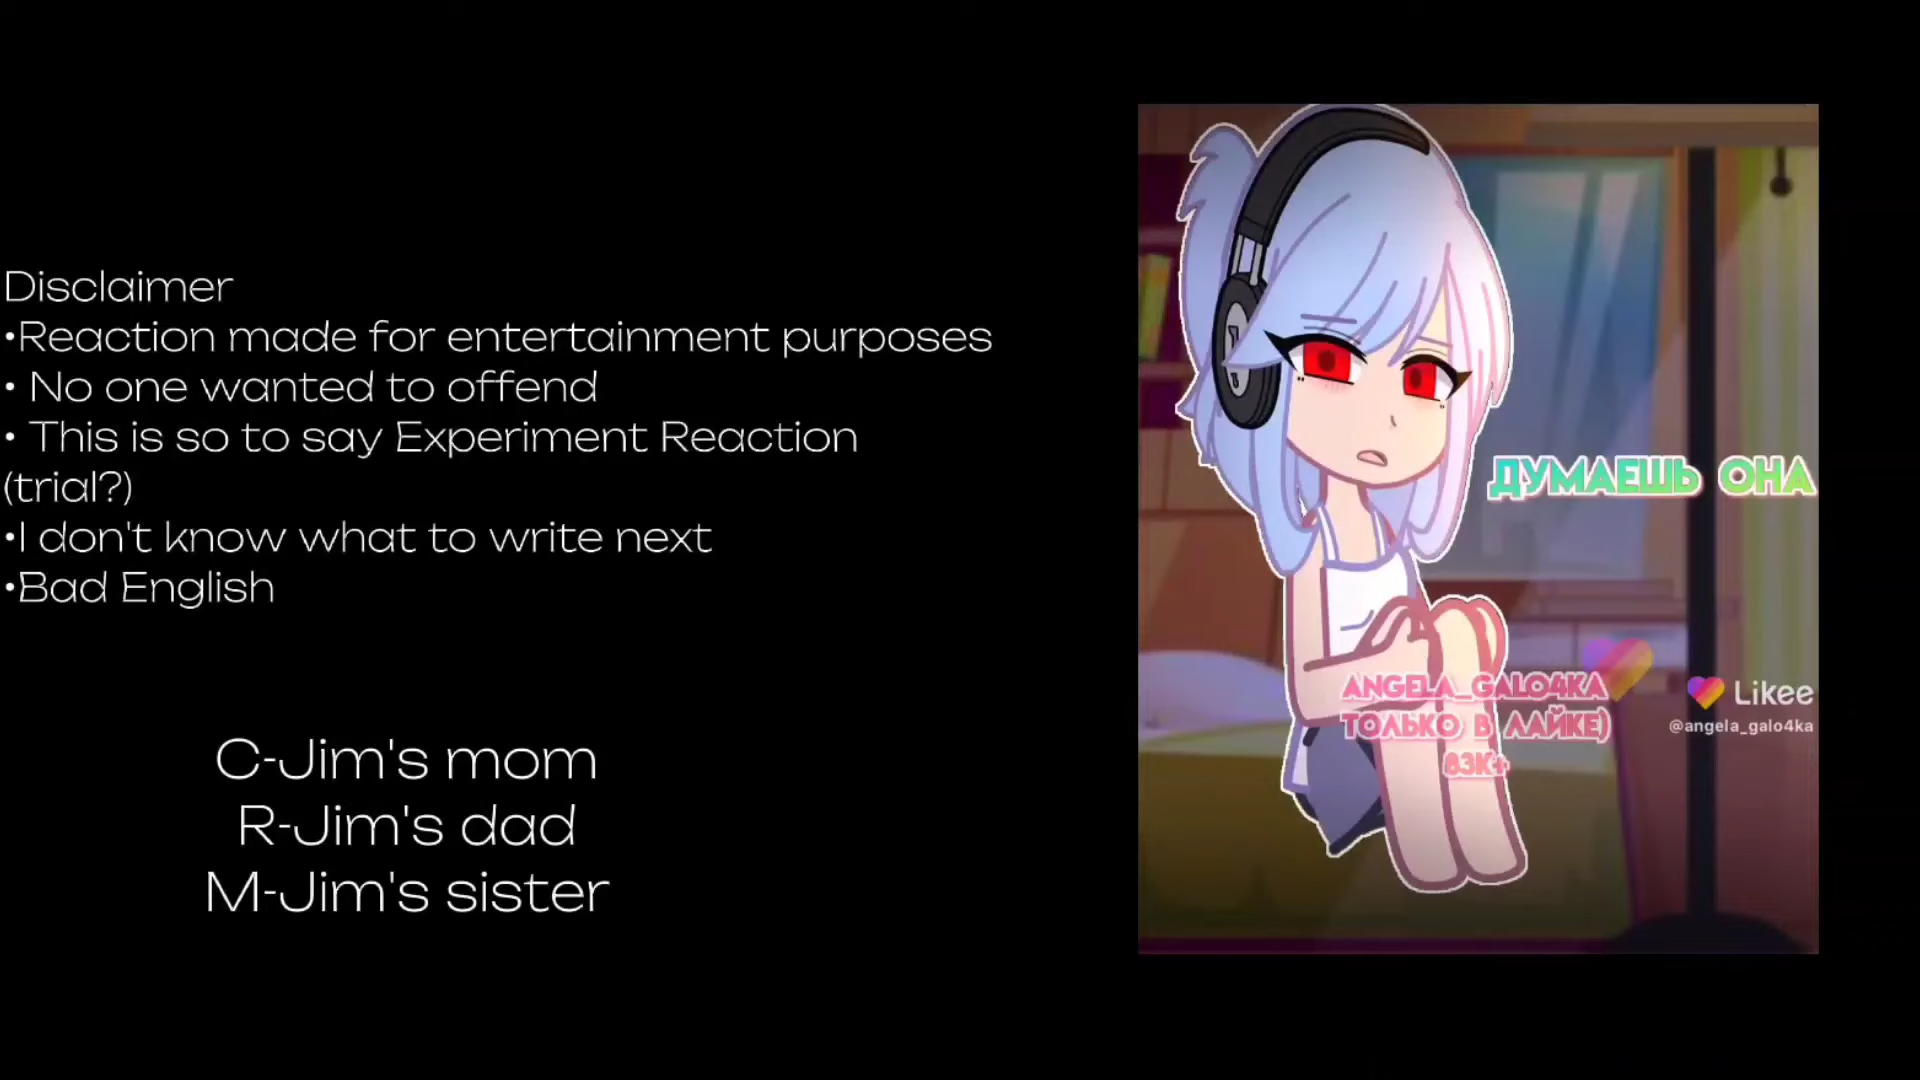 Disclaimer
•Reaction made for entertainment purposes
• No one wanted to offend
• This is so to say Experiment Reaction
(trial?)
•I don't know what to write next
•Bad English
C-Jim's mom
R-Jim's dad
M-Jim's sister
ДУМАЕШЬ ОНА
ANGELA_GALO4KA
ТОЛЬКО В ЛАЙКЕ)
83K+
Likee
@angela_galo4ka